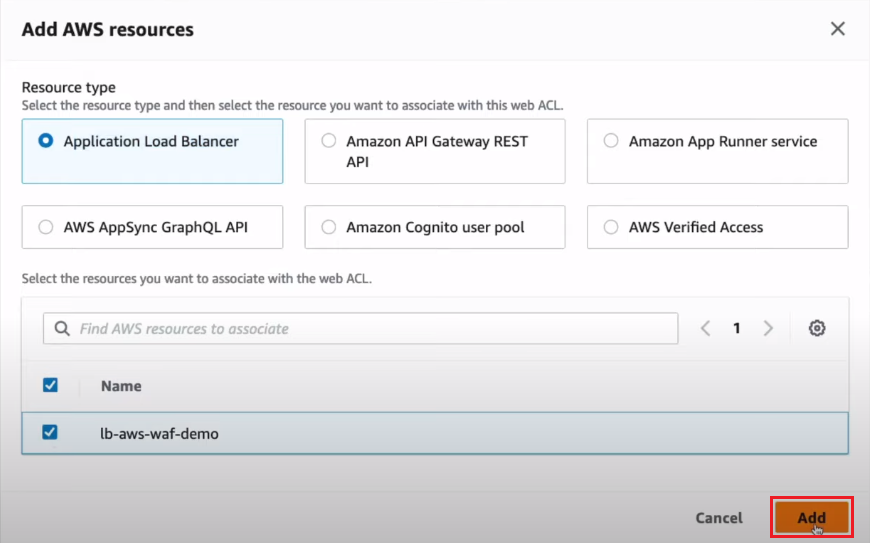 Add AWS resources
Resource type
Select the resource type and then select the resource you want to associate with this web ACL.
Application Load Balancer
Amazon API Gateway REST
API
Amazon App Runner service
AWS AppSync GraphQL API
Amazon Cognito user pool
AWS Verified Access
Select the resources you want to associate with the web ACL.
Find AWS resources to associate
1
Name
lb-aws-waf-demo
Cancel
Add